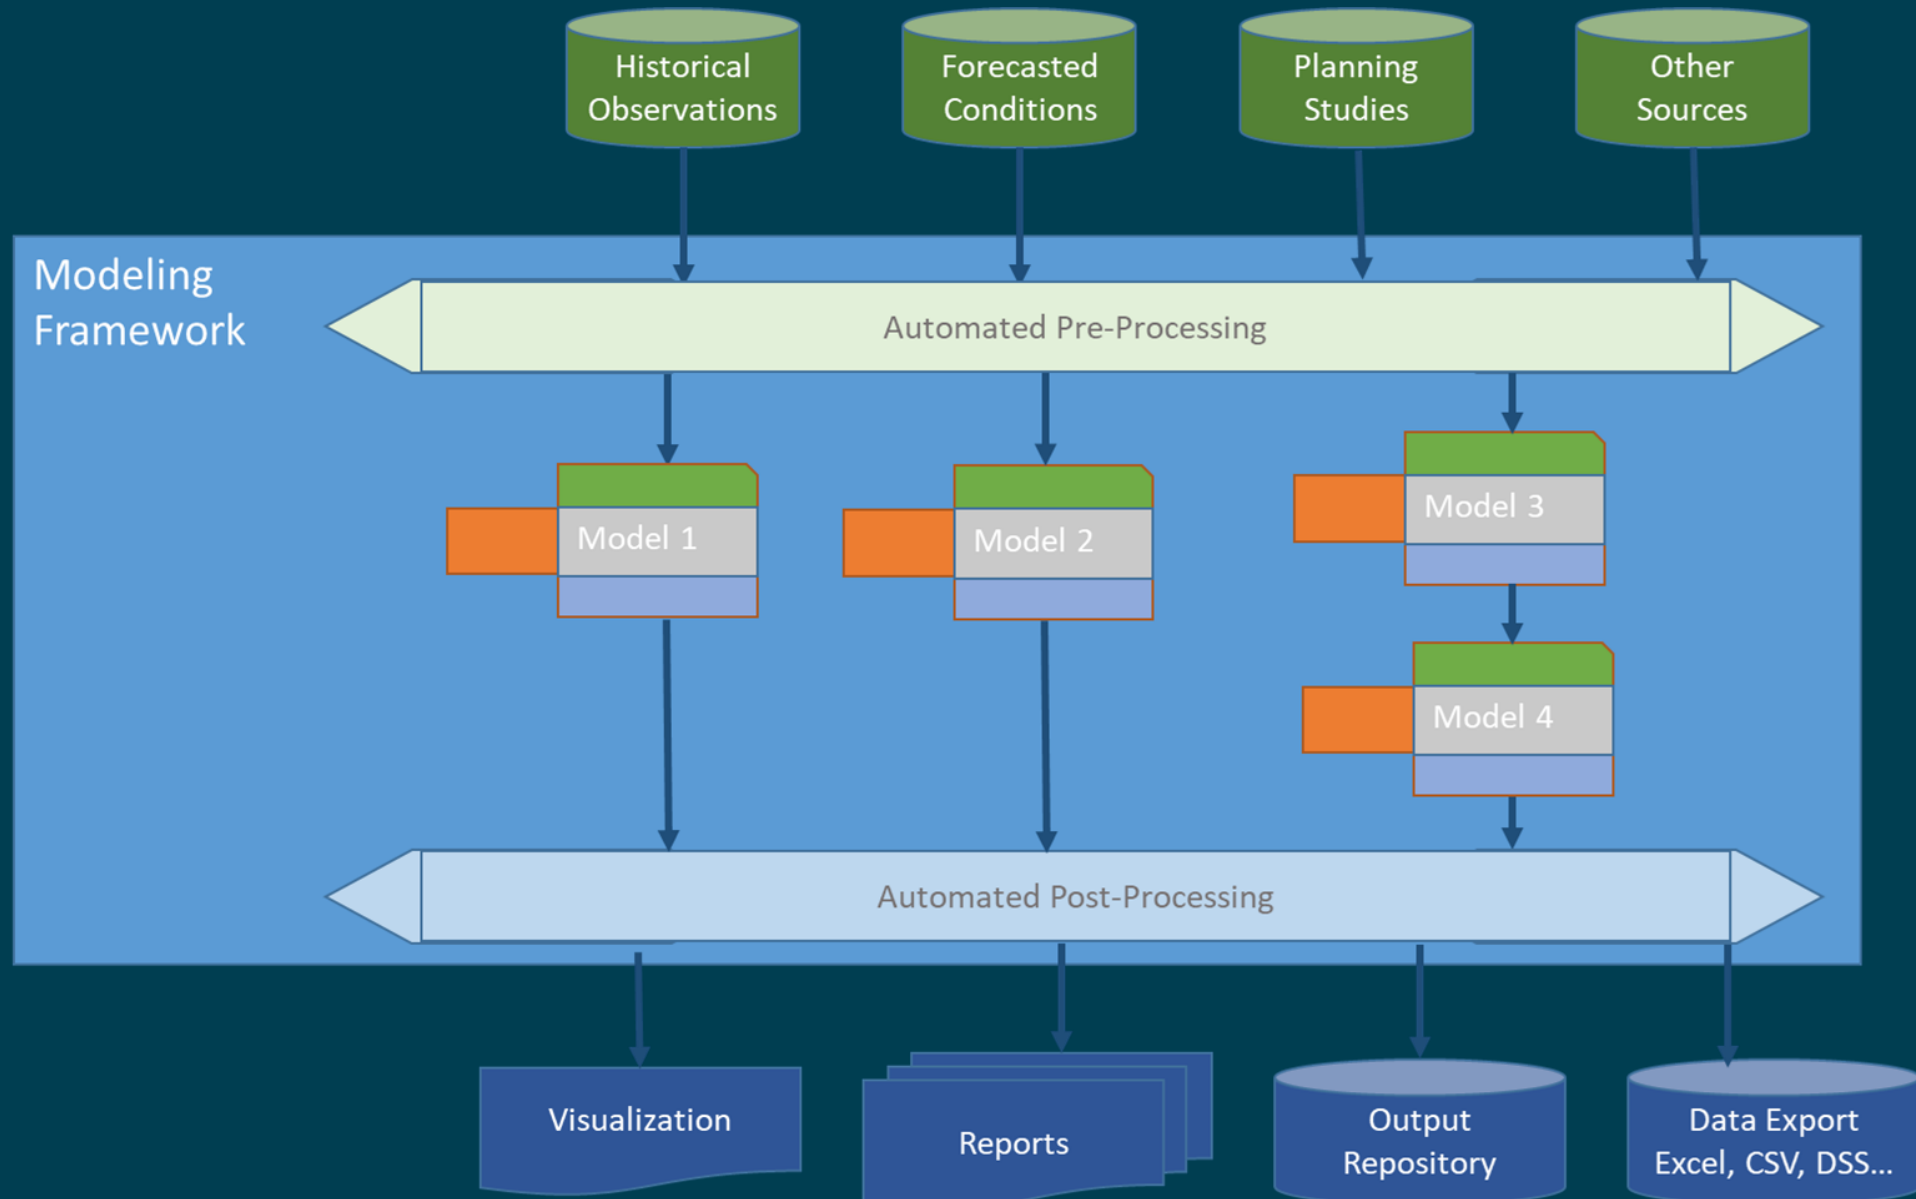 Historical
Observations
Forecasted
Conditions
Planning
Studies
Other
Sources
Modeling
Framework
Automated Pre-Processing
Model 1
Model 2
Model 3
Model 4
Automated Post-Processing
Visualization
Reports
Output
Repository
Data Export
Excel, CSV, DSS...